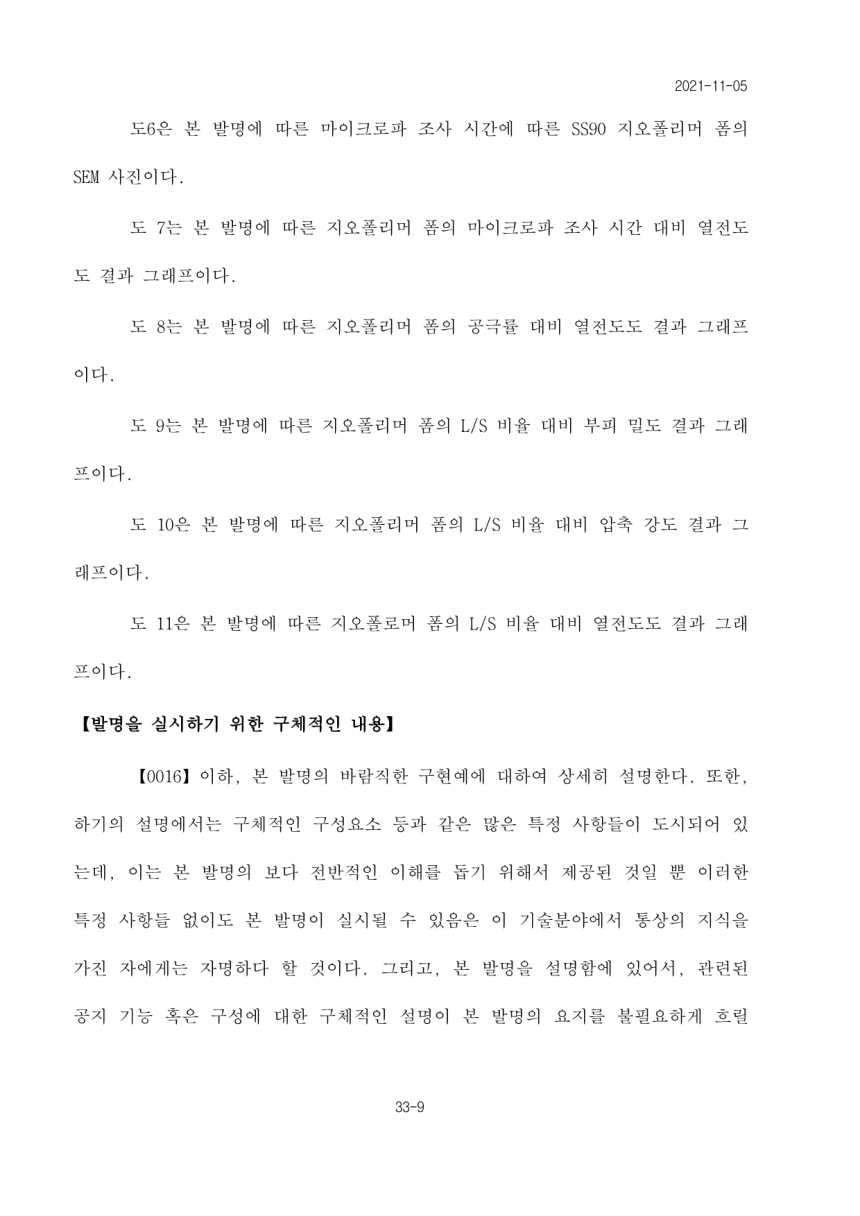 2021-11-05
도6은 본 발명에 따른 마이크로파 조사 시간에 따른 SS90 지오폴리머 폼의
SEM 사진이다.
도 7는 본 발명에 따른 지오폴리머 폼의 마이크로파 조사 시간 대비 열전도
도 결과 그래프이다.
도 8는 본 발명에 따른 지오폴리머 폼의 공극률 대비 열전도도 결과 그래프
이다.
도 9는 본 발명에 따른 지오폴리머 폼의 L/S 비율 대비 부피 밀도 결과 그래
프이다.
도 10은 본 발명에 따른 지오폴리머 폼의 L/S 비율 대비 압축 강도 결과 그
래프이다.
도 11은 본 발명에 따른 지오폴로머 폼의 L/S 비율 대비 열전도도 결과 그래
프이다.
【발명을 실시하기 위한 구체적인 내용】
【0016】이하, 본 발명의 바람직한 구현예에 대하여 상세히 설명한다. 또한,
하기의 설명에서는 구체적인 구성요소 등과 같은 많은 특정 사항들이 도시되어 있
는데, 이는 본 발명의 보다 전반적인 이해를 돕기 위해서 제공된 것일 뿐 이러한
특정 사항들 없이도 본 발명이 실시될 수 있음은 이 기술분야에서 통상의 지식을
가진 자에게는 자명하다 할 것이다. 그리고, 본 발명을 설명함에 있어서, 관련된
공지 기능 혹은 구성에 대한 구체적인 설명이 본 발명의 요지를 불필요하게 흐릴
33-9